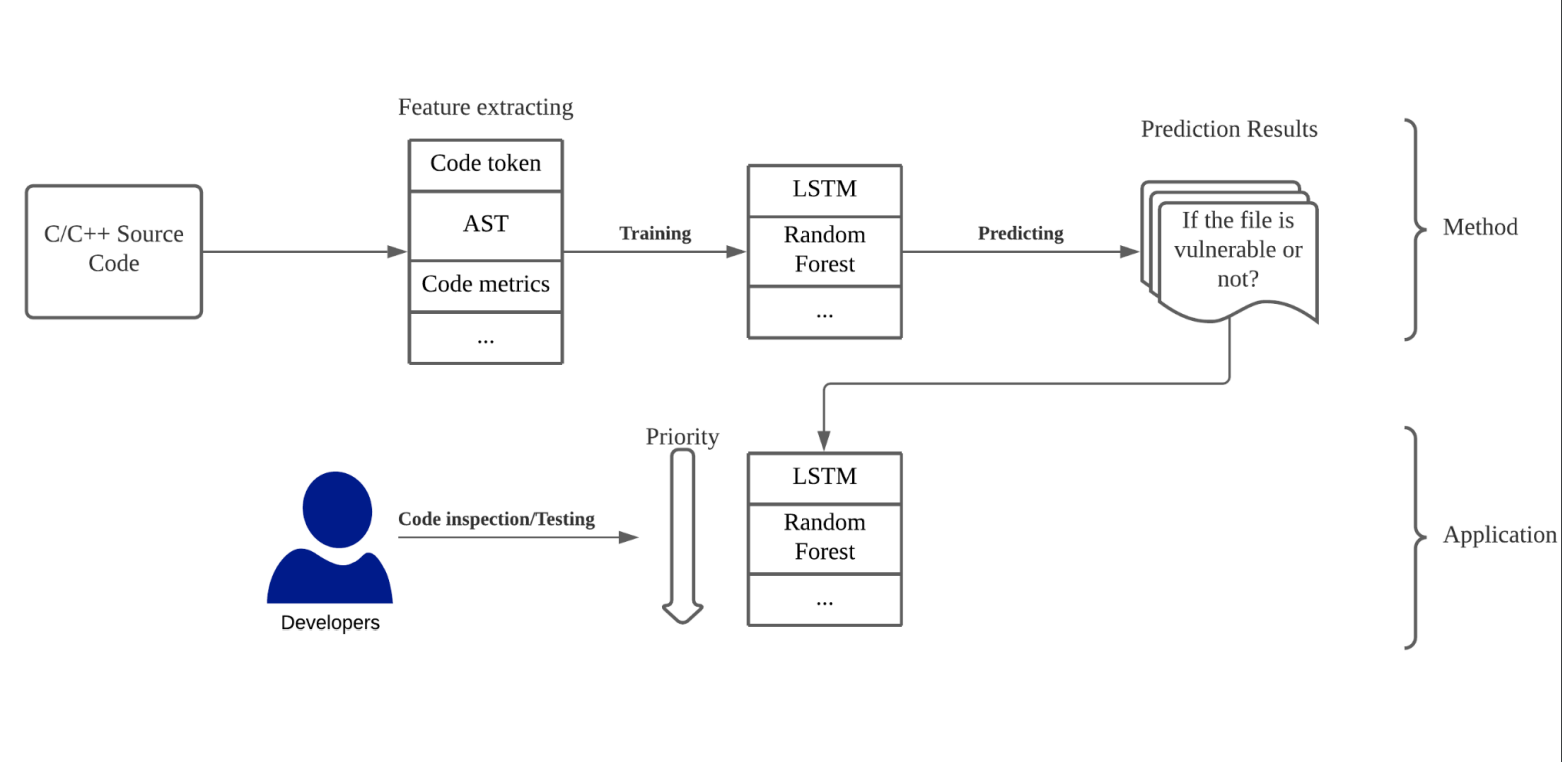 Feature extracting
Prediction Results
C/C++ Source
Code
Code token
AST
Code metrics
...
Training
LSTM
Random
Forest
...
Predicting
If the file is
vulnerable or
not?
Method
Priority
Developers
Code inspection/Testing
LSTM
Random
Forest
...
Application